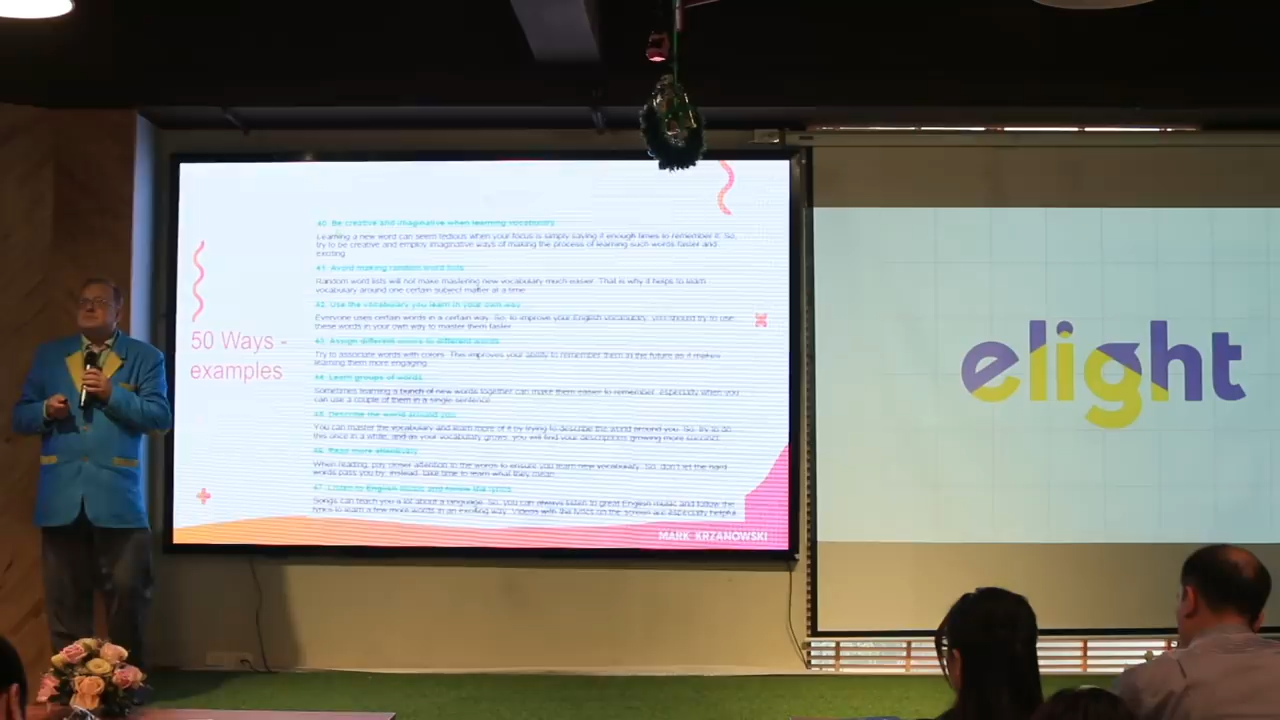 50 Ways -
examples
40. Be creative and imaginative when learning vocabulary
Learning a new word can seem tedious when your focus is simply saying it enough times to remember it. So,
try to be creative and employ imaginative ways of making the process of learning such words faster and
exciting.
41. Avoid making random word lists
Random word lists will not make mastering new vocabulary much easier. That is why it helps to learn
vocabulary around one certain subject matter at a time.
42. Use the vocabulary you learn in your own way
Everyone uses certain words in a certain way. So, to improve your English vocabulary, you should try to use
these words in your own way to master them faster.
43. Assign different colors to different words
Try to associate words with colors. This improves your ability to remember them in the future as it makes
learning them more engaging.
44. Learn groups of words
Sometimes learning a bunch of new words together can make them easier to remember, especially when you
can use a couple of them in a single sentence.
45. Describe the world around you
You can master the vocabulary and learn more of it by trying to describe the world around you. So, try to do
this once in a while, and as your vocabulary grows, you will find your descriptions growing more succinct.
46. Read more attentively
When reading, pay closer attention to the words to ensure you learn new vocabulary. So, don't let the hard
words pass you by; instead, take time to learn what they mean.
47. Listen to English music and follow the lyrics
Songs can teach you a lot about a language. So, you can always listen to great English music and follow the
lyrics to learn a few more words in an exciting way. Videos with the lyrics on the screen are especially helpful.
MARK KRZANOWSKI
elight